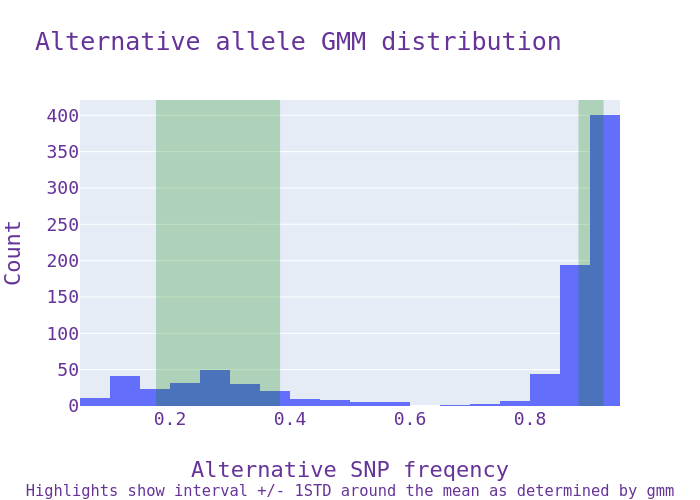 Alternative allele GMM distribution
400
350
300
250
200
150
100
50
0
Count
0.2 0.4 0.6 0.8
Alternative SNP freqency
Highlights show interval +/- 1STD around the mean as determined by gmm